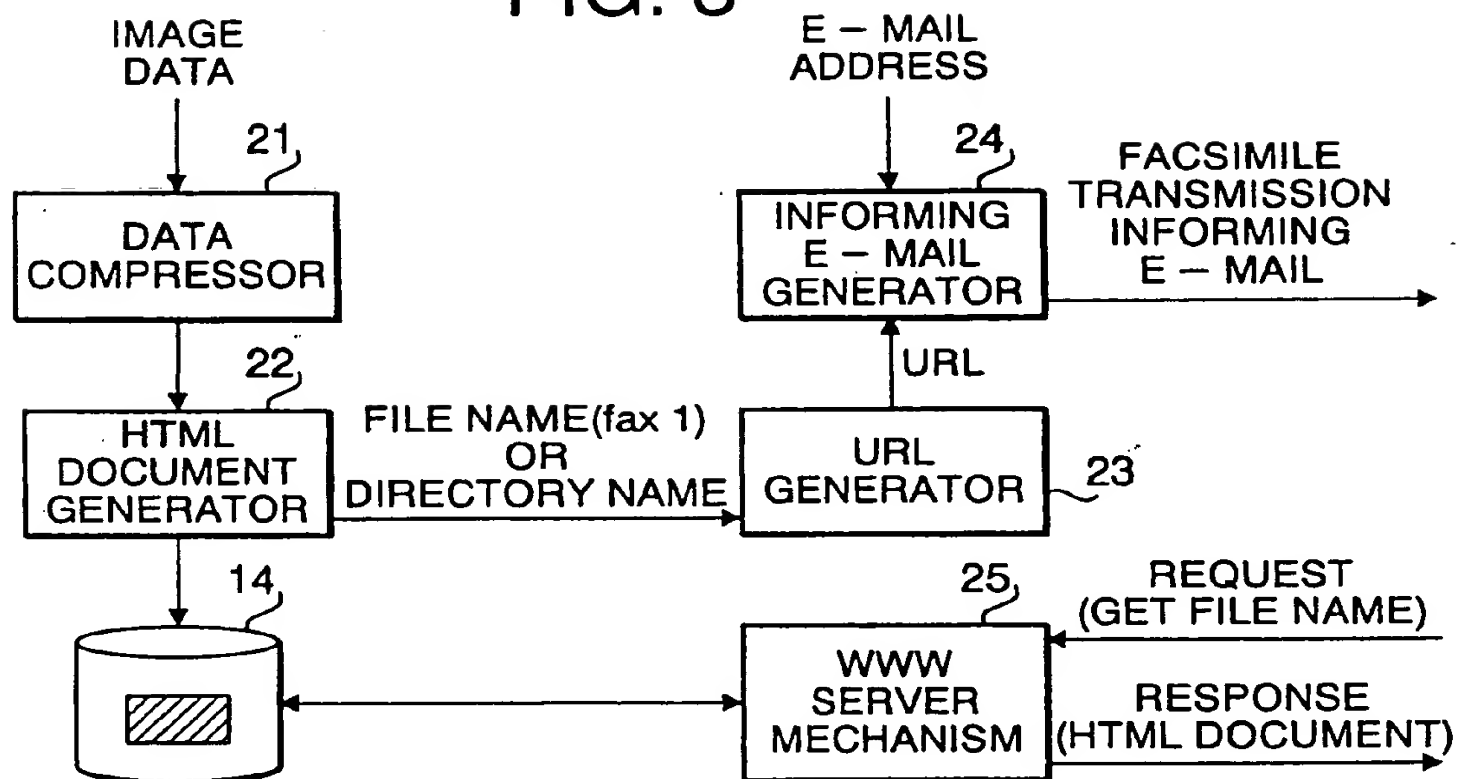 IMAGE
DATA
21
DATA
COMPRESSOR
22
HTML
DOCUMENT
GENERATOR
FILE NAME(fax 1)
OR
DIRECTORY NAME
14
E – MAIL
ADDRESS
24
INFORMING
E – MAIL
GENERATOR
FACSIMILE
TRANSMISSION
INFORMING
E – MAIL
URL
URL
GENERATOR
23
25
WWW
SERVER
MECHANISM
REQUEST
(GET FILE NAME)
RESPONSE
(HTML DOCUMENT)